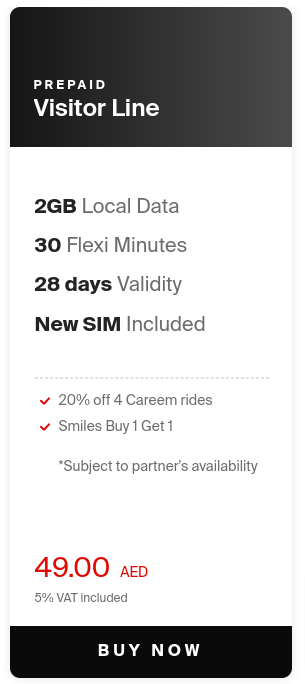 PREPAID
Visitor Line
2GB Local Data
30 Flexi Minutes
28 days Validity
New SIM Included
20% off 4 Careem rides
Smiles Buy 1 Get 1
*Subject to partner's availability
49.00 AED
5% VAT included
BUY NOW